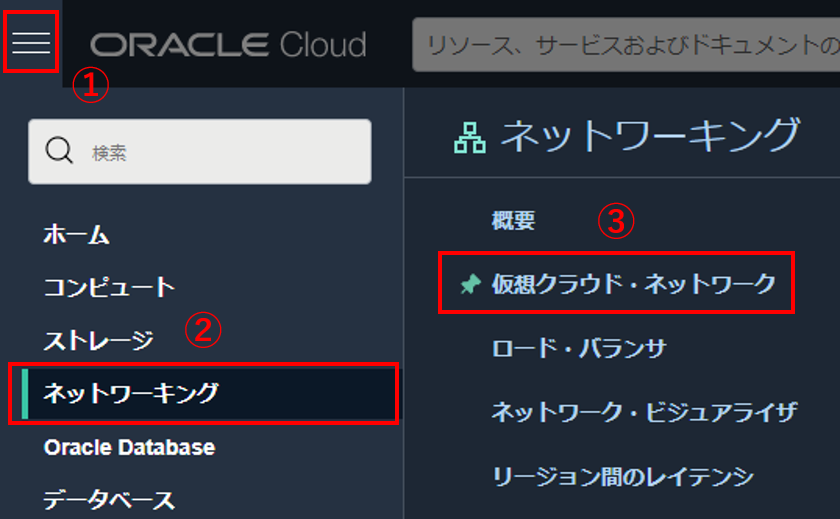 ORACLE Cloud
リソース、サービスおよびドキュメントの
①
検索
ホーム
コンピュート
ストレージ
②
ネットワーキング
Oracle Database
データベース
ネットワーキング
概要
③
仮想クラウド・ネットワーク
ロード・バランサ
ネットワーク・ビジュアライザ
リージョン間のレイテンシ